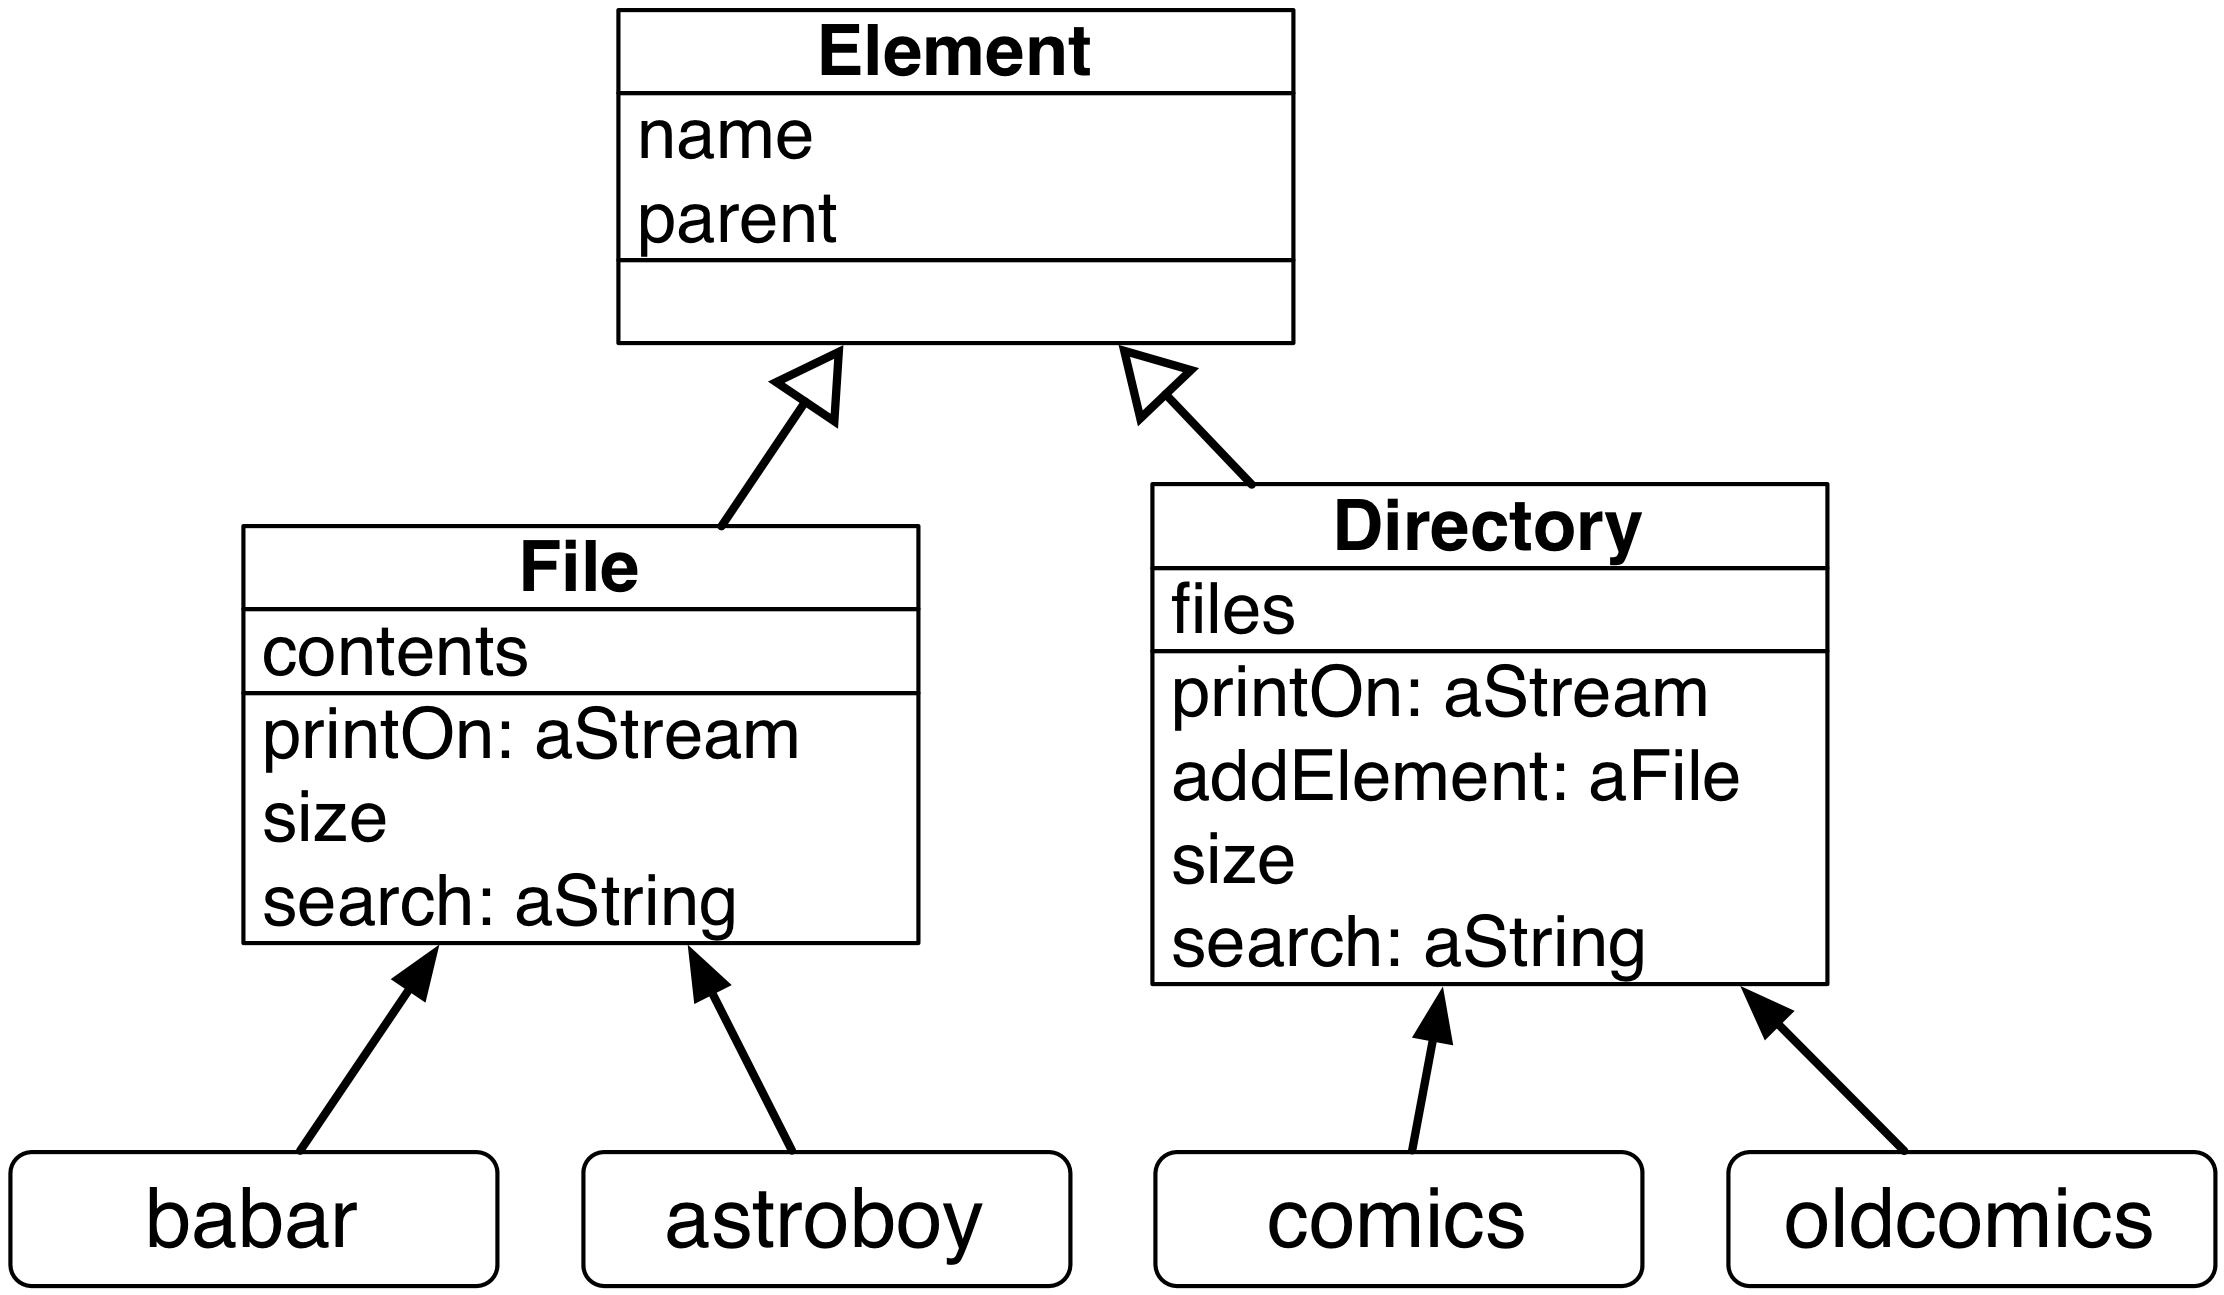 Element
name
parent
File
contents
printOn: aStream
size
search: aString
Directory
files
printOn: aStream
addElement: aFile
size
search: aString
babar
astroboy
comics
oldcomics